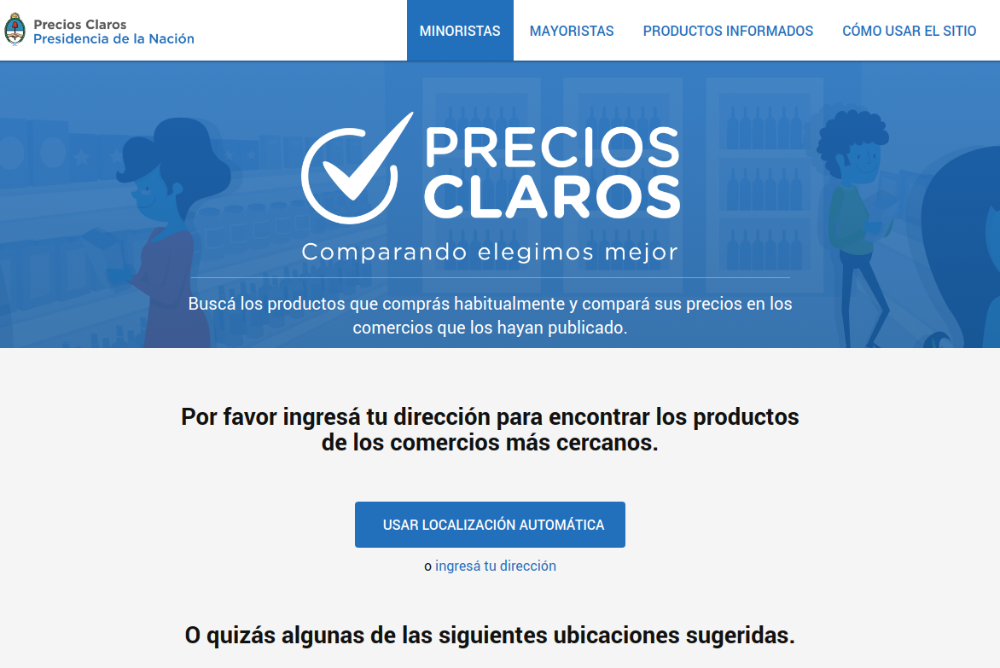 Precios Claros
Presidencia de la Nación
MINORISTAS
MAYORISTAS
PRODUCTOS INFORMADOS
CÓMO USAR EL SITIO
PRECIOS
CLAROS
Comparando elegimos mejor
Buscá los productos que comprás habitualmente y compará sus precios en los
comercios que los hayan publicado.
Por favor ingresá tu dirección para encontrar los productos
de los comercios más cercanos.
USAR LOCALIZACIÓN AUTOMÁTICA
o ingresá tu dirección
O quizás algunas de las siguientes ubicaciones sugeridas.